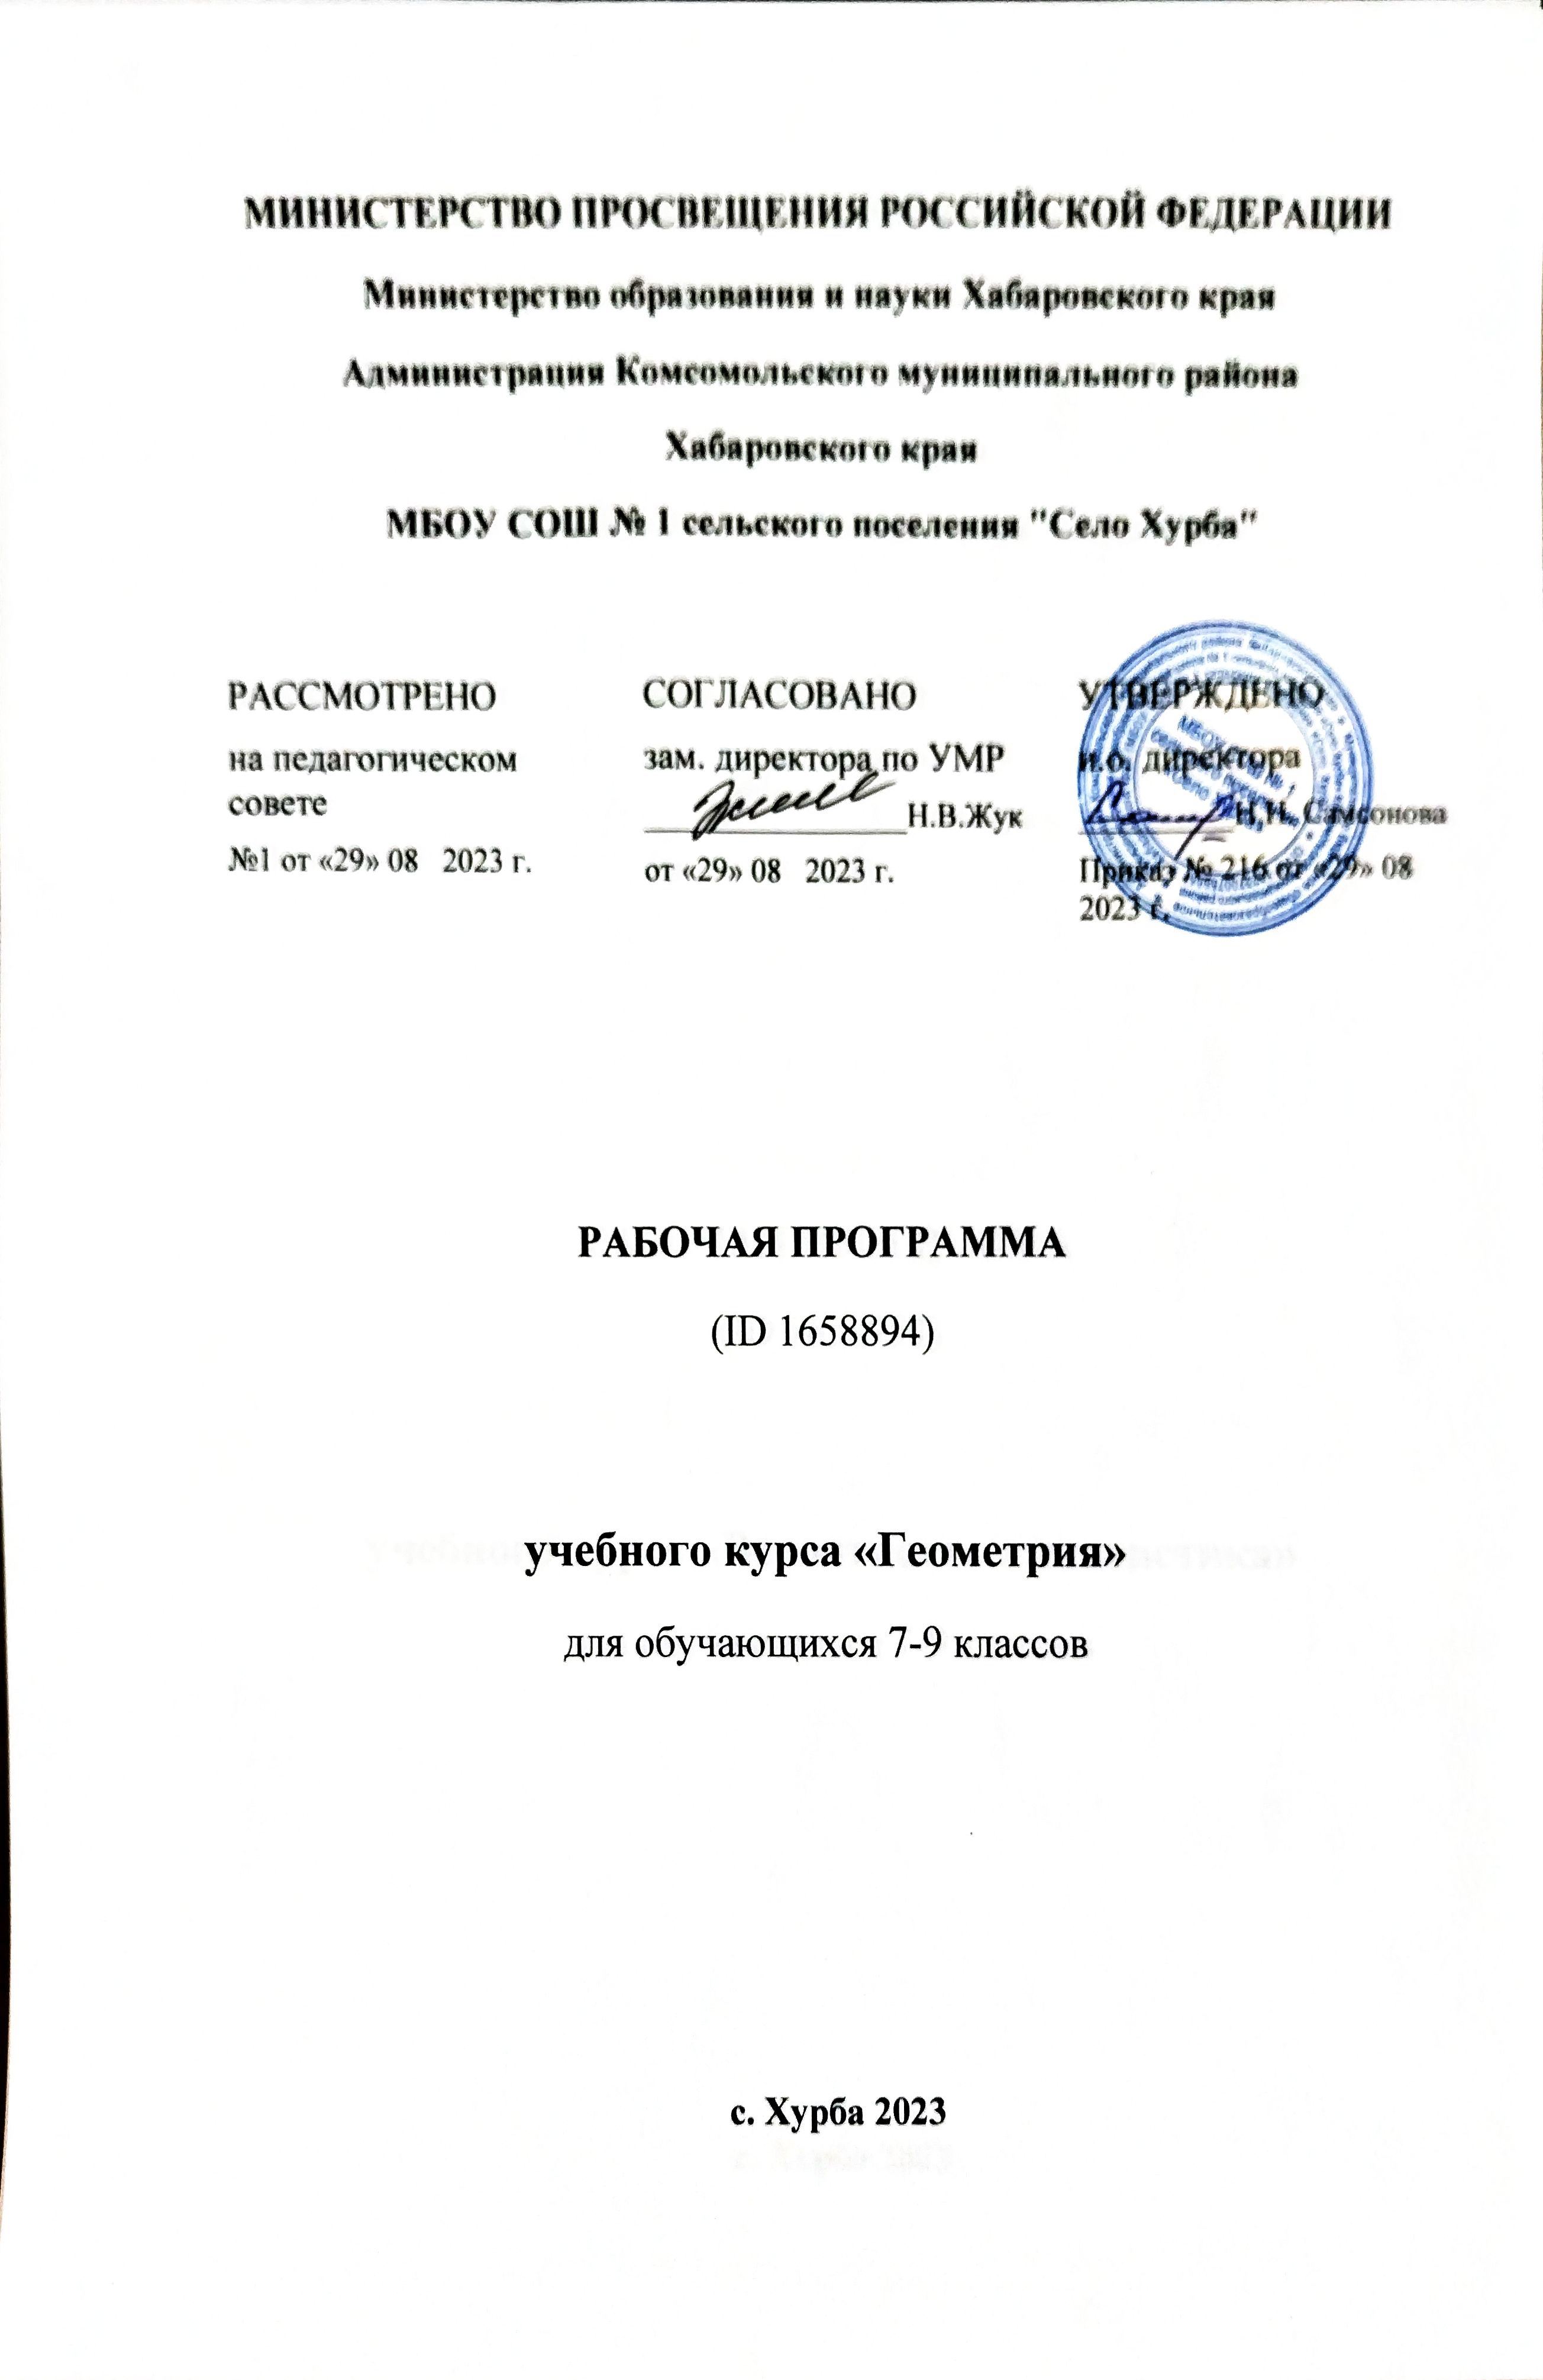 МИНИСТЕРСТВО ПРОСВЕЩЕНИЯ РОССИЙСКОЙ ФЕДЕРАЦИИ
Министерство образования и науки Хабаровского края
Администрация Комсомольского муниципального района
Хабаровского края
МБОУ СОШ № 1 сельского поселения "Село Хурба"
РАССМОТРЕНО
на педагогическом
совете
№1 от «29» 08 2023 г.
СОГЛАСОВАНО
зам. директора по УМР
Н.В.Жук
от «29» 08 2023 г.
УТВЕРЖДЕНО
и.о. директора
Н.Н. Самсонова
Приказ № 216 от «29» 08
2023 г.
РАБОЧАЯ ПРОГРАММА
(ID 1658894)
учебного курса «Геометрия»
для обучающихся 7-9 классов
с. Хурба 2023